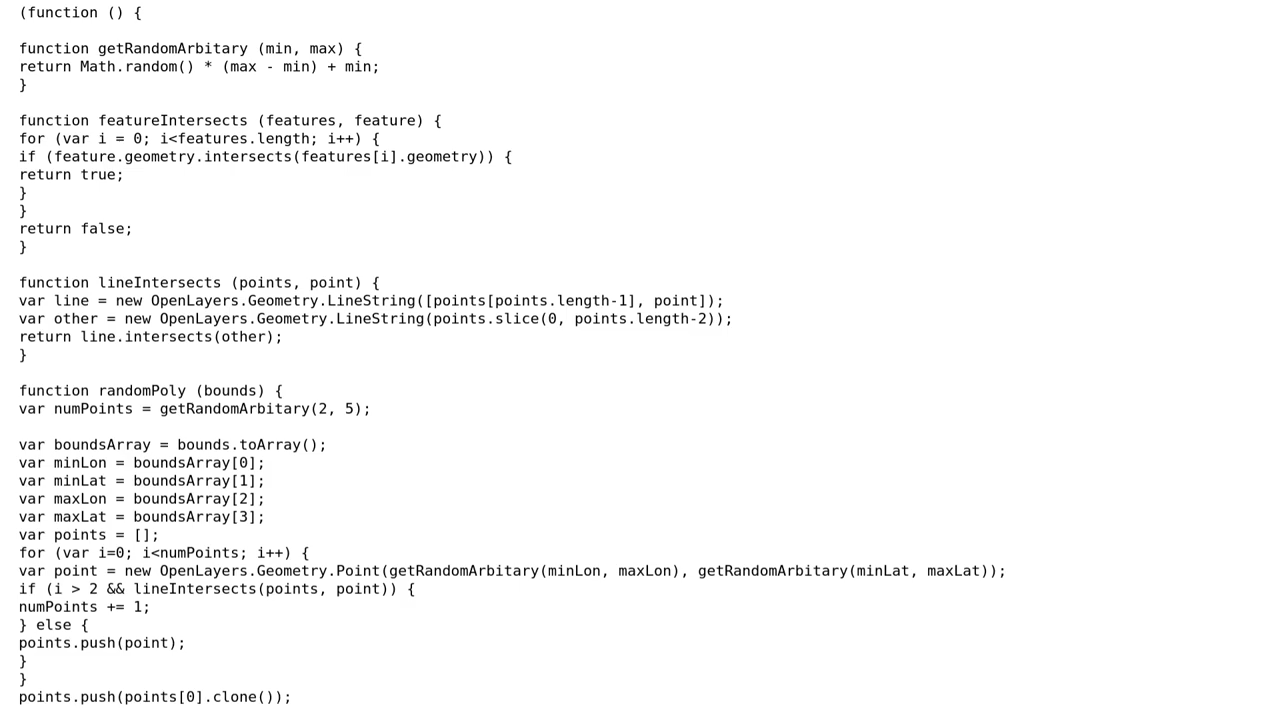 (function () {

function getRandomArbitary (min, max) {
return Math.random() * (max - min) + min;
}

function featureIntersects (features, feature) {
for (var i = 0; i<features.length; i++) {
if (feature.geometry.intersects(features[i].geometry)) {
return true;
}
}
return false;
}

function lineIntersects (points, point) {
var line = new OpenLayers.Geometry.LineString([points[points.length-1], point]);
var other = new OpenLayers.Geometry.LineString(points.slice(0, points.length-2));
return line.intersects(other);
}

function randomPoly (bounds) {
var numPoints = getRandomArbitary(2, 5);

var boundsArray = bounds.toArray();
var minLon = boundsArray[0];
var minLat = boundsArray[1];
var maxLon = boundsArray[2];
var maxLat = boundsArray[3];
var points = [];
for (var i=0; i<numPoints; i++) {
var point = new OpenLayers.Geometry.Point(getRandomArbitary(minLon, maxLon), getRandomArbitary(minLat, maxLat));
if (i > 2 && lineIntersects(points, point)) {
numPoints += 1;
} else {
points.push(point);
}
}
points.push(points[0].clone());